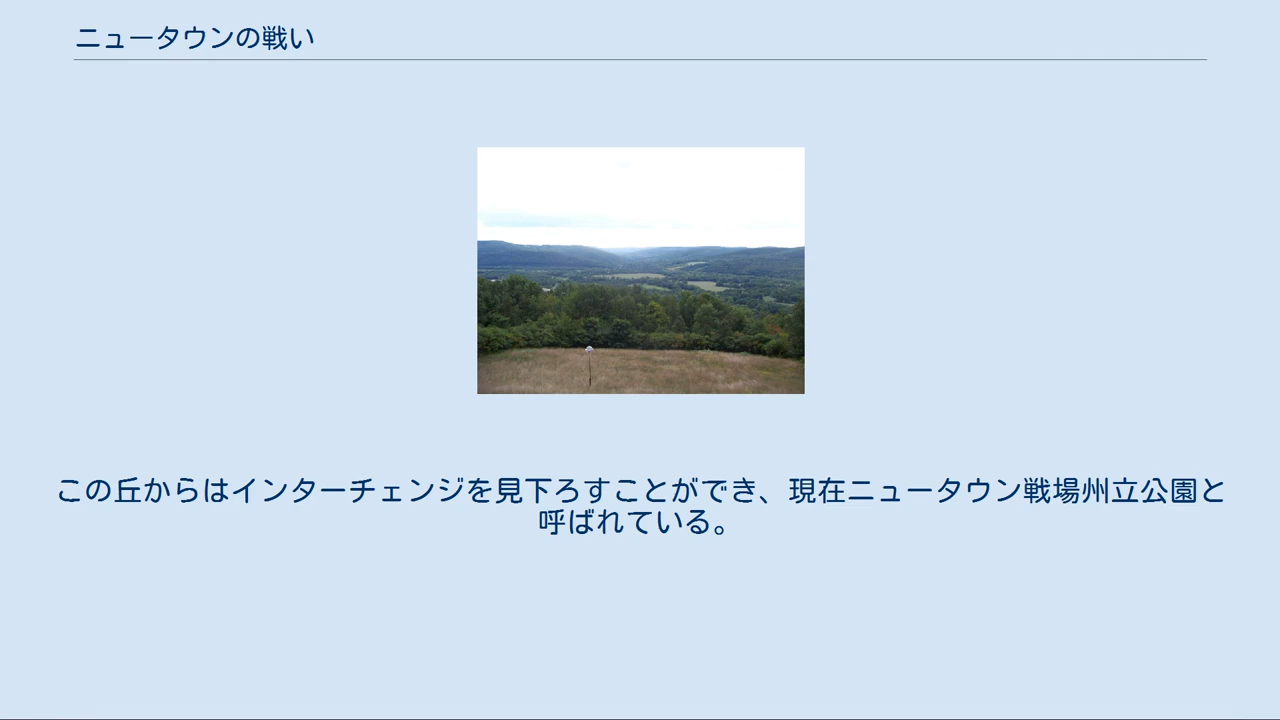 ニュータウンの戦い
この丘からはインターチェンジを見下ろすことができ、現在ニュータウン戦場州立公園と
呼ばれている。